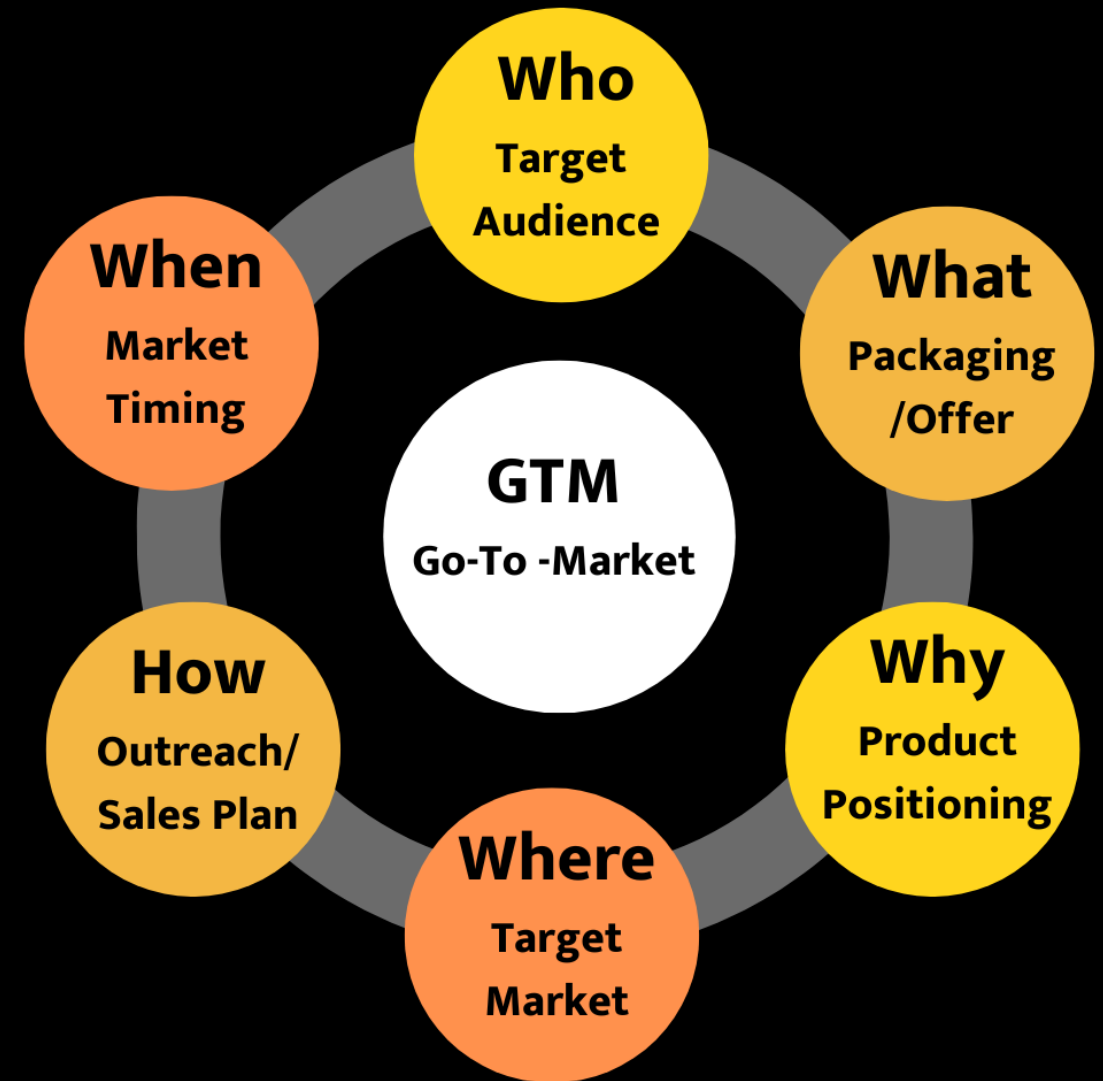 Who
Target
Audience
What
Packaging
/Offer
Why
Product
Positioning
Where
Target
Market
How
Outreach/
Sales Plan
When
Market
Timing
GTM
Go-To -Market